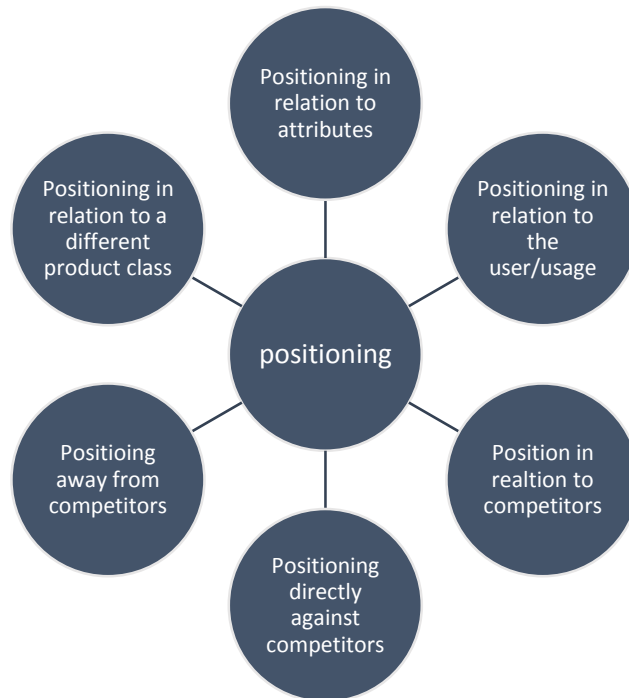 Positioning in
relation to
attributes
Positioning in
relation to a
different
product class
Positioning in
relation to
the
user/usage
positioning
Positioing
away from
competitors
Position in
realtion to
competitors
Positioning
directly
against
competitors